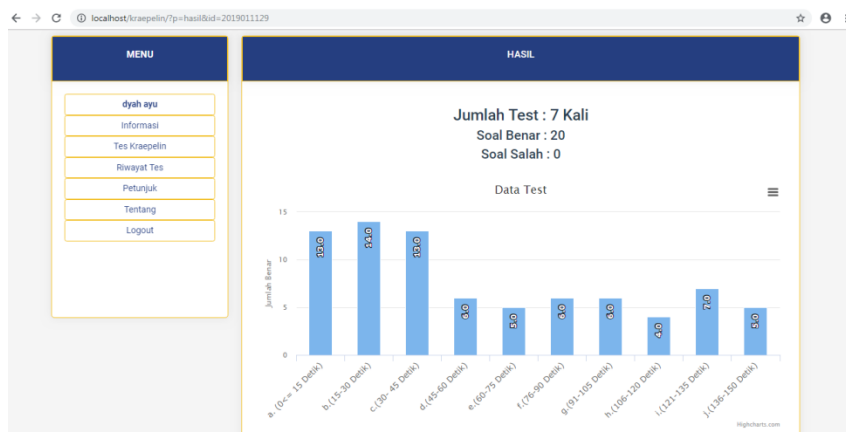 localhost/kraepelin/?p=hasil&id=2019011129
MENU
dyah ayu
Informasi
Tes Kraepelin
Riwayat Tes
Petunjuk
Tentang
Logout
HASIL
Jumlah Test : 7 Kali
Soal Benar : 20
Soal Salah : 0
Data Test
Jumlah Benar
15
10
5
0
13.0
14.0
13.0
6.0
5.0
6.0
6.0
4.0
7.0
5.0
a. (0<= 15 Detik)
b.(15-30 Detik)
c.(30- 45 Detik)
d.(45-60 Detik)
e.(60-75 Detik)
f.(76-90 Detik)
g.(91-105 Detik)
h.(106-120 Detik)
i.(121-135 Detik)
j.(136-150 Detik)
Highcharts.com